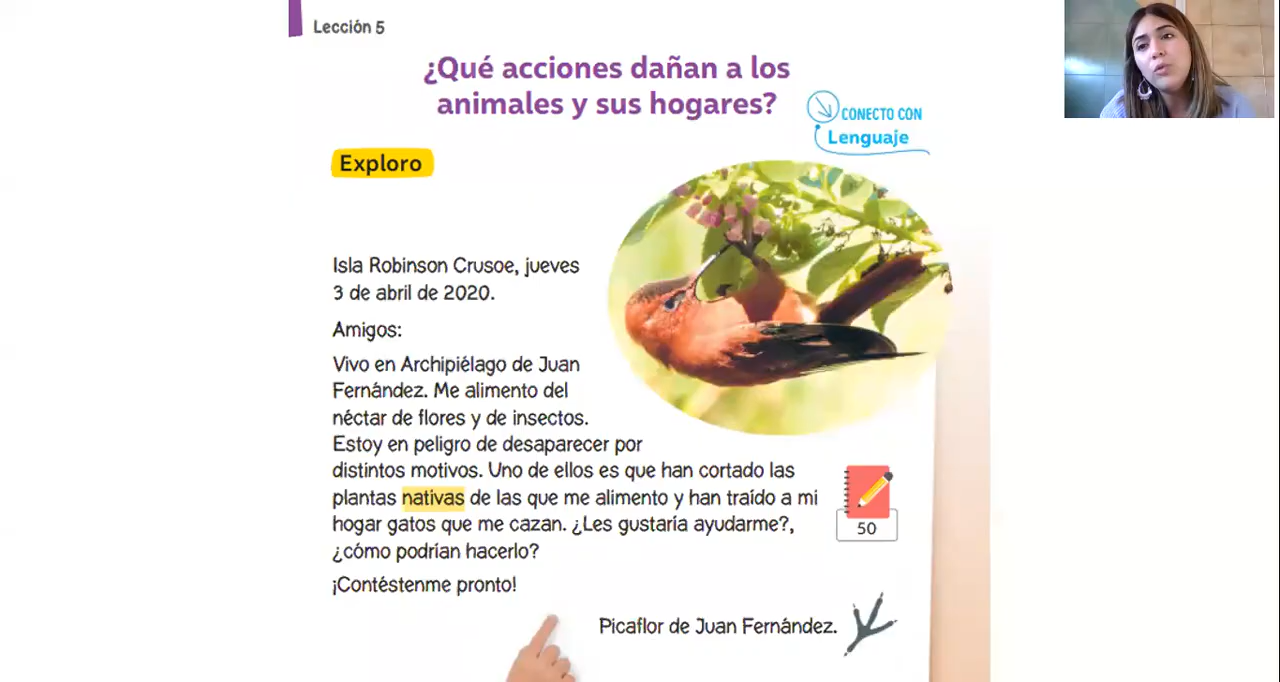 Lección 5
¿Qué acciones dañan a los
animales y sus hogares?
CONECTO CON
Lenguaje
Exploro
Isla Robinson Crusoe, jueves
3 de abril de 2020.
Amigos:
Vivo en Archipiélago de Juan
Fernández. Me alimento del
néctar de flores y de insectos.
Estoy en peligro de desaparecer por
distintos motivos. Uno de ellos es que han cortado las
plantas nativas de las que me alimento y han traído a mi
hogar gatos que me cazan. ¿Les gustaría ayudarme?,
¿cómo podrían hacerlo?
¡Contéstenme pronto!
50
Picaflor de Juan Fernández.